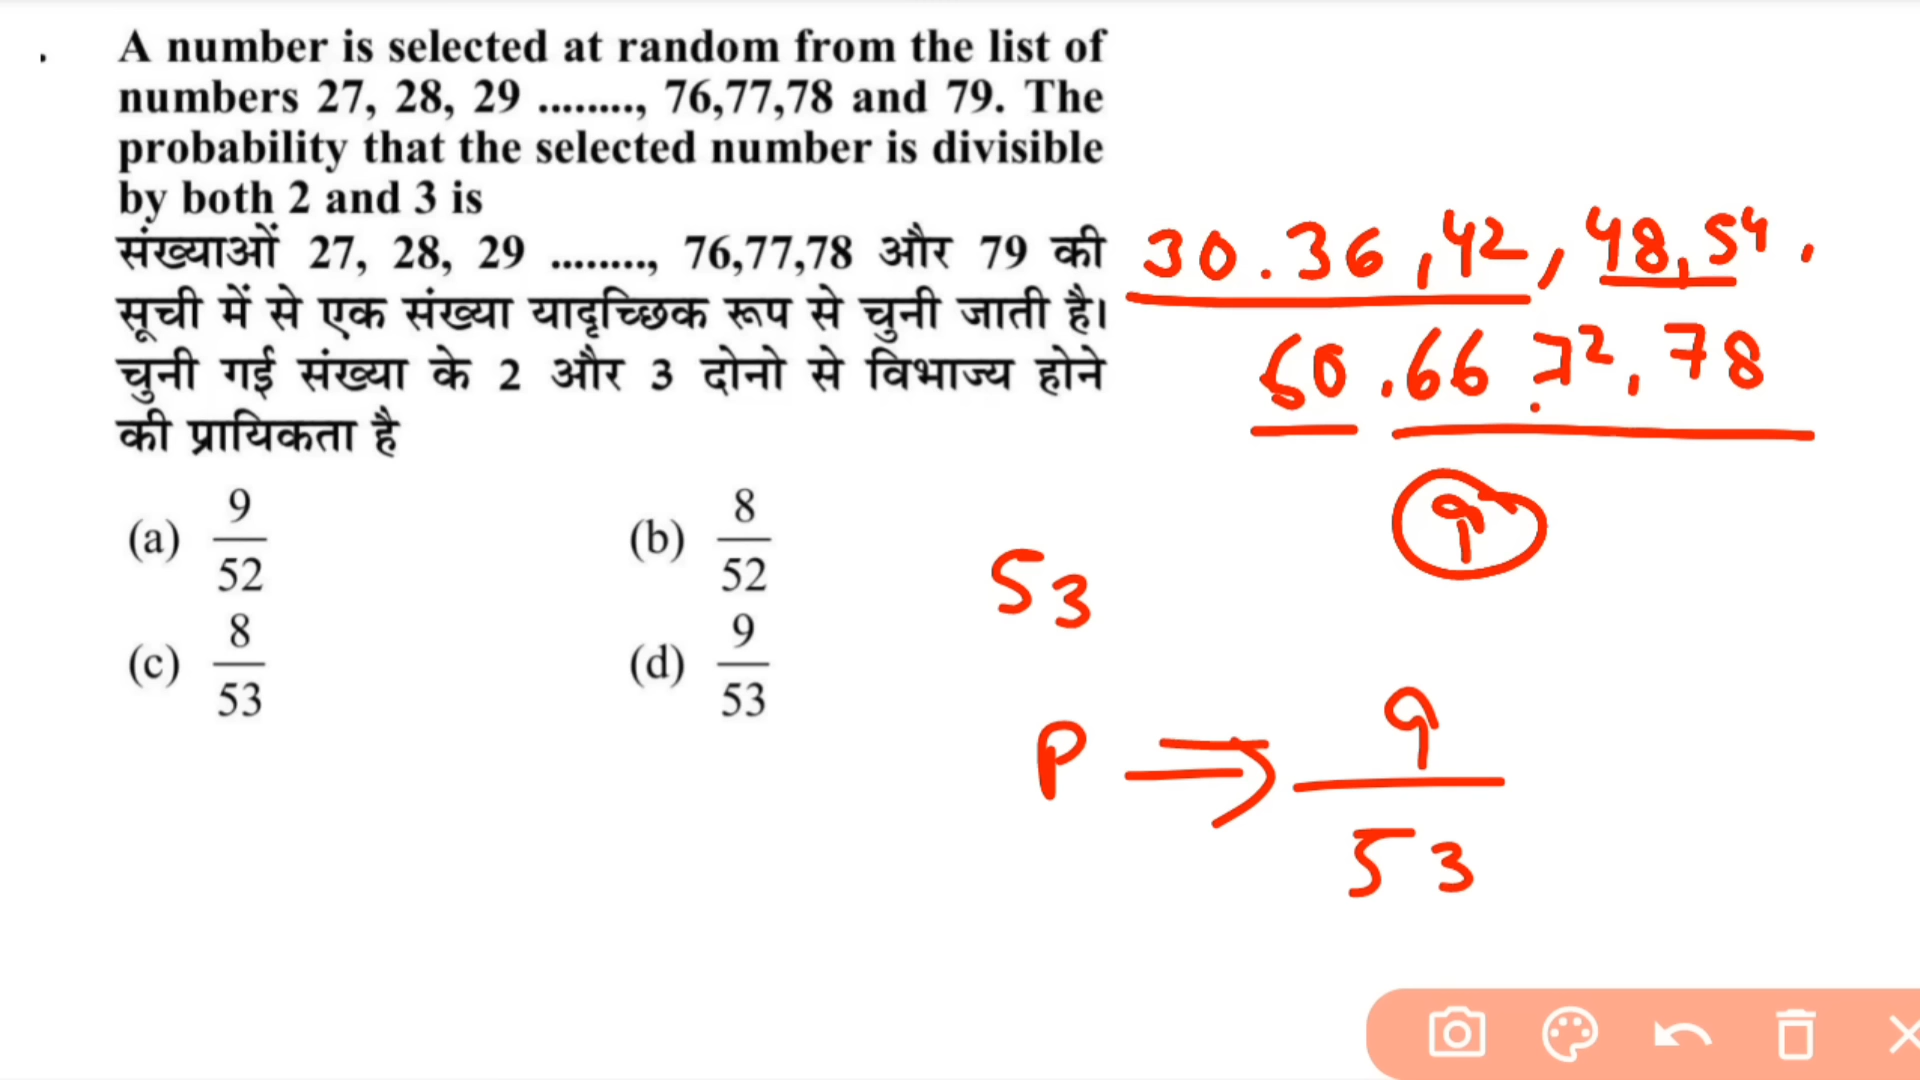 A number is selected at random from the list of
numbers 27, 28, 29 ........, 76,77,78 and 79. The
probability that the selected number is divisible
by both 2 and 3 is
संख्याओं 27, 28, 29 ........, 76,77,78 और 79 की
सूची में से एक संख्या यादृच्छिक रूप से चुनी जाती है।
चुनी गई संख्या के 2 और 3 दोनो से विभाज्य होने
की प्रायिकता है
(a) 9/52 (b) 8/52
(c) 8/53 (d) 9/53
30.36,42,48,54.
60.66.72,78
9
53
P ⇒ 9/53